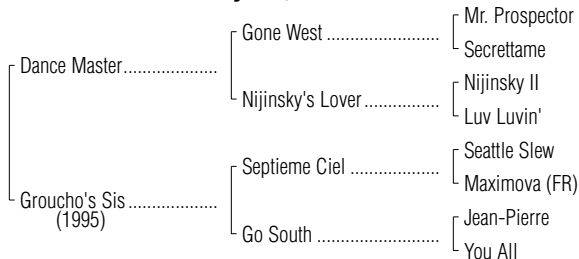 Mr. Prospector
Gone West ........................
Secrettame
Dance Master....................
Nijinsky II
Nijinsky's Lover ................
Luv Luvin'
Seattle Slew
Septieme Ciel ...................
Maximova (FR)
Groucho's Sis ...................
(1995)
Jean-Pierre
Go South ..........................
You All